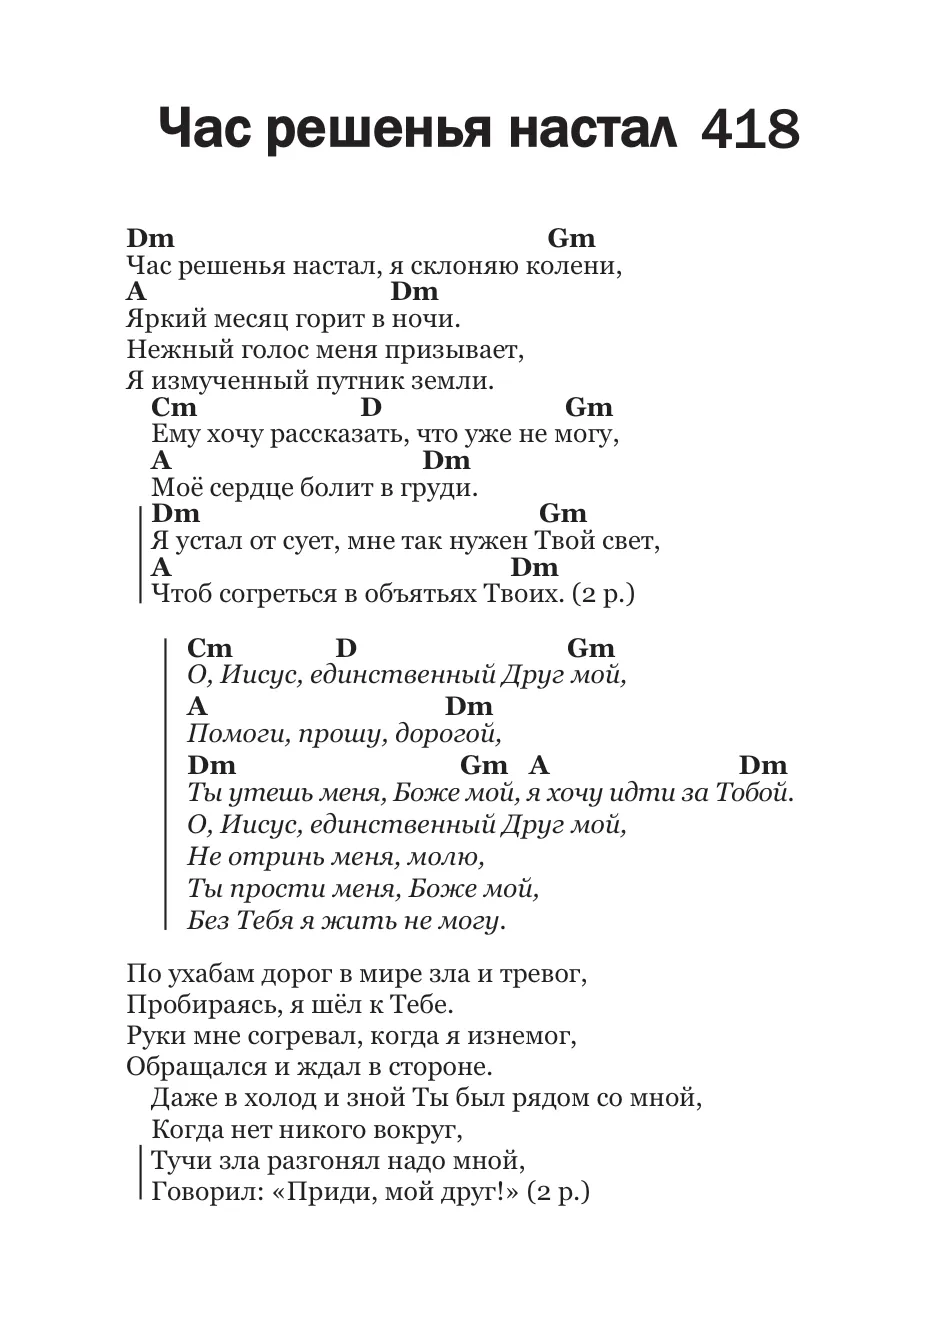 Час решенья настал 418
Dm Gm
Час решенья настал, я склоняю колени,
A Dm
Яркий месяц горит в ночи.
Нежный голос меня призывает,
Я измученный путник земли.
Cm D Gm
Ему хочу рассказать, что уже не могу,
A Dm
Моё сердце болит в груди.
Dm Gm
Я устал от сует, мне так нужен Твой свет,
A Dm
Чтоб согреться в объятьях Твоих. (2 р.)
Cm D Gm
О, Иисус, единственный Друг мой,
A Dm
Помоги, прошу, дорогой,
Dm Gm A Dm
Ты утешь меня, Боже мой, я хочу идти за Тобой.
О, Иисус, единственный Друг мой,
Не отринь меня, молю,
Ты прости меня, Боже мой,
Без Тебя я жить не могу.
По ухабам дорог в мире зла и тревог,
Пробираясь, я шёл к Тебе.
Руки мне согревал, когда я изнемог,
Обращался и ждал в стороне.
Даже в холод и зной Ты был рядом со мной,
Когда нет никого вокруг,
Тучи зла разгонял надо мной,
Говорил: «Приди, мой друг!» (2 р.)